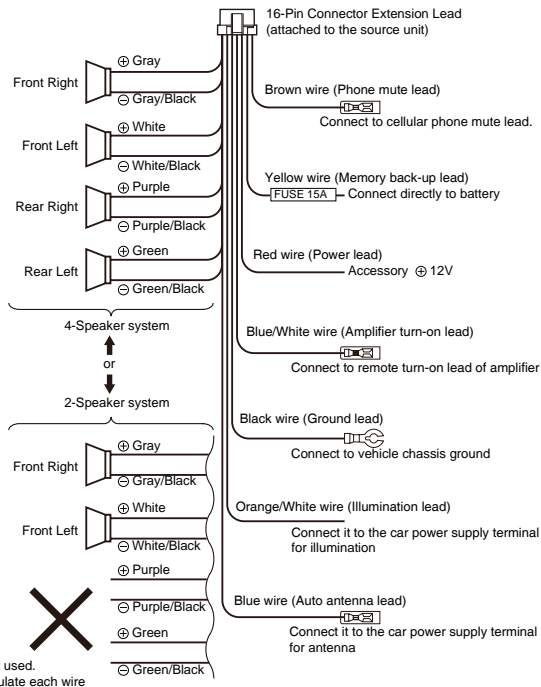 16-Pin Connector Extension Lead
(attached to the source unit)
Front Right
⊕ Gray
⊖ Gray/Black
Front Left
⊕ White
⊖ White/Black
Rear Right
⊕ Purple
⊖ Purple/Black
Rear Left
⊕ Green
⊖ Green/Black
4-Speaker system
or
2-Speaker system
Front Right
⊕ Gray
⊖ Gray/Black
Front Left
⊕ White
⊖ White/Black
⊕ Purple
⊖ Purple/Black
⊕ Green
⊖ Green/Black
used.
each wire
Brown wire (Phone mute lead)
Connect to cellular phone mute lead.
Yellow wire (Memory back-up lead)
FUSE 15A
Connect directly to battery
Red wire (Power lead)
Accessory ⊕ 12V
Blue/White wire (Amplifier turn-on lead)
Connect to remote turn-on lead of amplifier
Black wire (Ground lead)
Connect to vehicle chassis ground
Orange/White wire (Illumination lead)
Connect it to the car power supply terminal
for illumination
Blue wire (Auto antenna lead)
Connect it to the car power supply terminal
for antenna